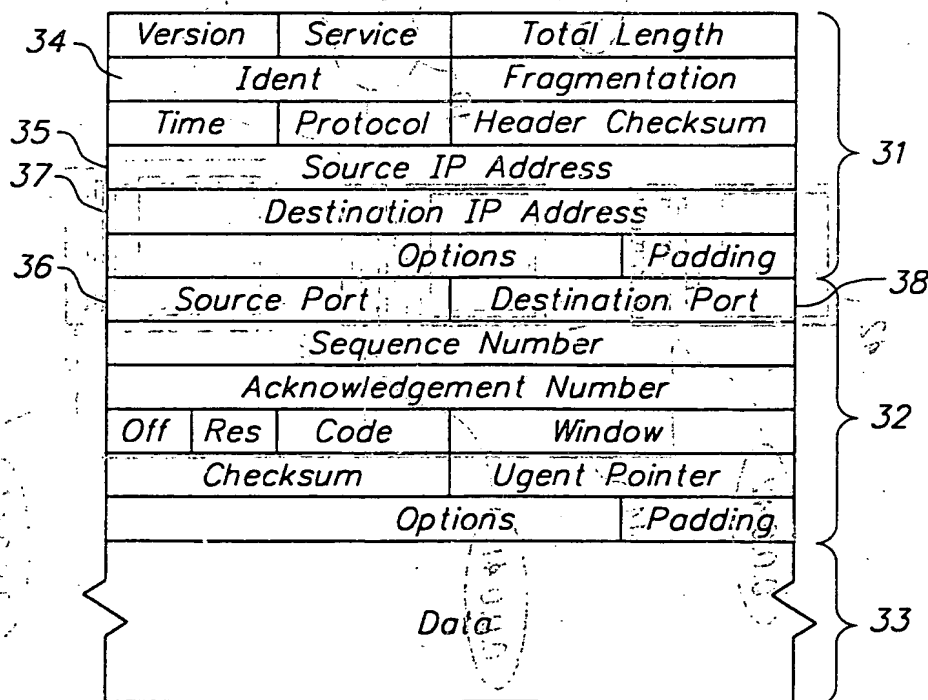 Version Service Total Length
34
Ident Fragmentation
Time Protocol Header Checksum
35
31
Source IP Address
37
Destination IP Address
Options Padding
36
38
Source Port Destination Port
Sequence Number
Acknowledgement Number
32
Off Res Code Window
Checksum Ugent Pointer
Options Padding
Data
33